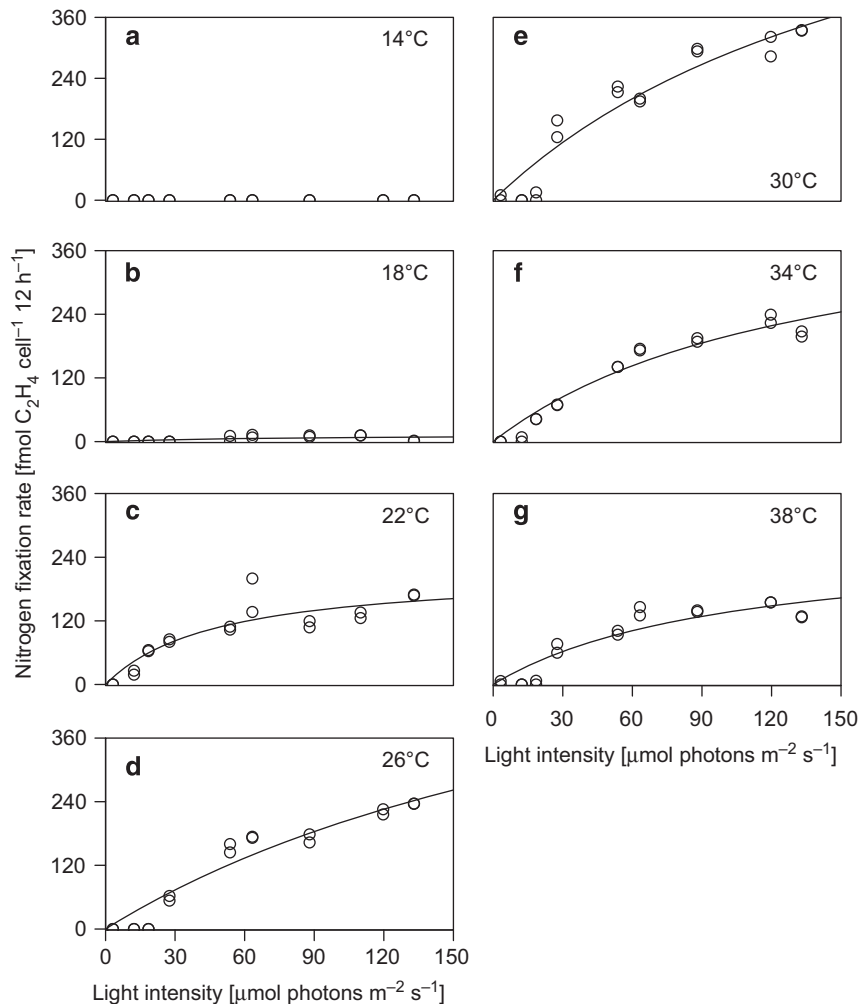 Nitrogen fixation rate [fmol C₂H₄ cell⁻¹ 12 h⁻¹]
360
240
120
0
a
14°C
360
240
120
0
b
18°C
360
240
120
0
c
22°C
360
240
120
0
d
26°C
0 30 60 90 120 150
Light intensity [μmol photons m⁻² s⁻¹]
360
240
120
0
e
30°C
360
240
120
0
f
34°C
360
240
120
0
g
38°C
0 30 60 90 120 150
Light intensity [μmol photons m⁻² s⁻¹]